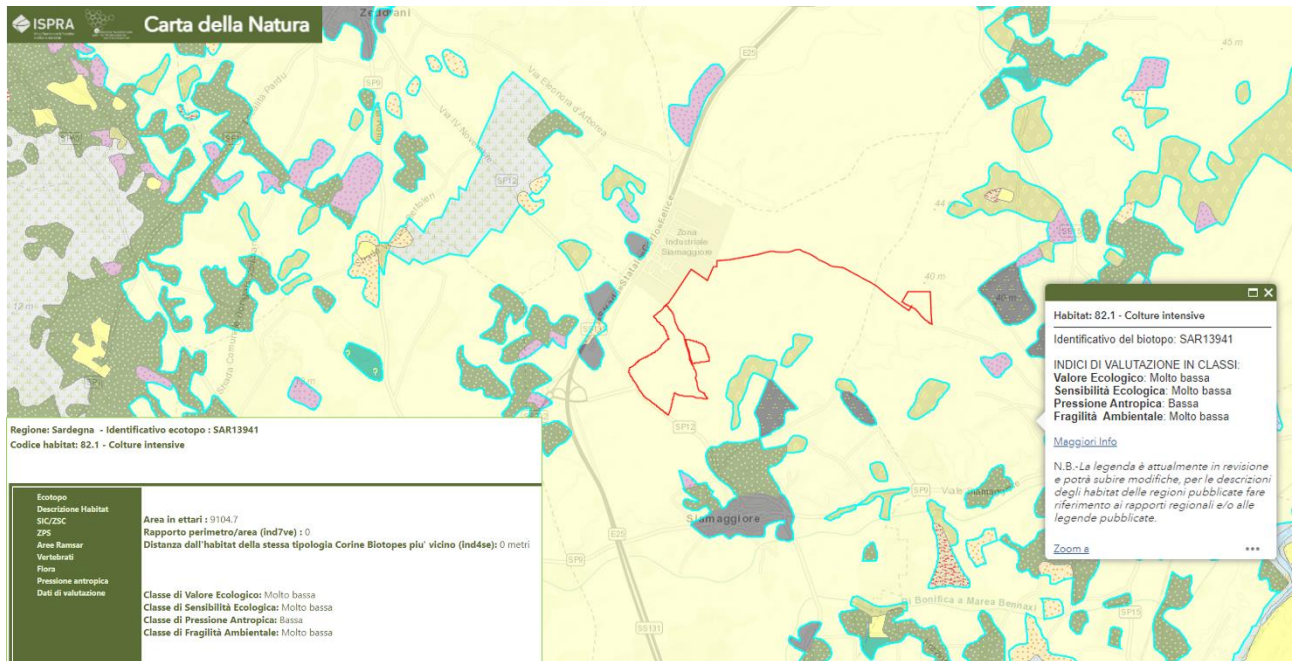 ISPRA
Carta della Natura
Zeddiani
E25
45 m
SP9
Via Eleonora d'Arborea
Via IV Novembre
SP12
44 m
Zona
Industriale
Siamaggiore
40 m
40 m
12 m
SP12
SP9
Viale Siamaggiore
Siamaggiore
E25
SS131
SP15
Habitat: 82.1 - Colture intensive
Identificativo del biotopo: SAR13941
INDICI DI VALUTAZIONE IN CLASSI:
Valore Ecologico: Molto bassa
Sensibilità Ecologica: Molto bassa
Pressione Antropica: Bassa
Fragilità Ambientale: Molto bassa
Maggiori Info
N.B.-La legenda è attualmente in revisione
e potrà subire modifiche, per le descrizioni
degli habitat delle regioni pubblicate fare
riferimento ai rapporti regionali e/o alle
legende pubblicate.
Zoom a
Regione: Sardegna - Identificativo ecotopo : SAR13941
Codice habitat: 82.1 - Colture intensive
Ecotopo
Descrizione Habitat
SIC/ZSC
ZPS
Aree Ramsar
Vertebrati
Flora
Pressione antropica
Dati di valutazione
Area in ettari : 9104.7
Rapporto perimetro/area (ind7ve) : 0
Distanza dall'habitat della stessa tipologia Corine Biotopes piu' vicino (ind4se): 0 metri
Classe di Valore Ecologico: Molto bassa
Classe di Sensibilità Ecologica: Molto bassa
Classe di Pressione Antropica: Bassa
Classe di Fragilità Ambientale: Molto bassa